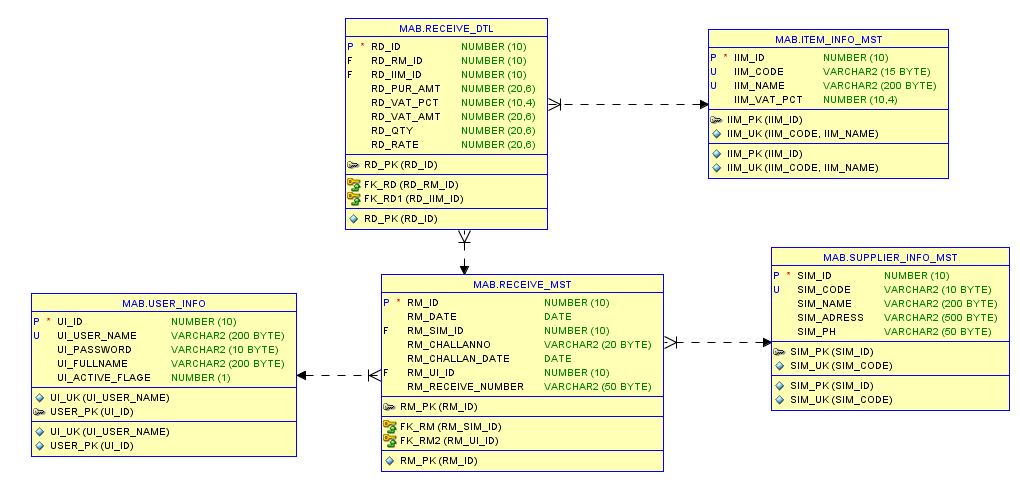 MAB.RECEIVE_DTL
P * RD_ID NUMBER (10)
F RD_RM_ID NUMBER (10)
F RD_IIM_ID NUMBER (10)
RD_PUR_AMT NUMBER (20,6)
RD_VAT_PCT NUMBER (10,4)
RD_VAT_AMT NUMBER (20,6)
RD_QTY NUMBER (20,6)
RD_RATE NUMBER (20,6)
RD_PK (RD_ID)
FK_RD (RD_RM_ID)
FK_RD1 (RD_IIM_ID)
RD_PK (RD_ID)
MAB.ITEM_INFO_MST
P * IIM_ID NUMBER (10)
U IIM_CODE VARCHAR2 (15 BYTE)
U IIM_NAME VARCHAR2 (200 BYTE)
IIM_VAT_PCT NUMBER (10,4)
IIM_PK (IIM_ID)
IIM_UK (IIM_CODE, IIM_NAME)
IIM_PK (IIM_ID)
IIM_UK (IIM_CODE, IIM_NAME)
MAB.USER_INFO
P * UI_ID NUMBER (10)
U UI_USER_NAME VARCHAR2 (200 BYTE)
UI_PASSWORD VARCHAR2 (10 BYTE)
UI_FULLNAME VARCHAR2 (200 BYTE)
UI_ACTIVE_FLAGE NUMBER (1)
UI_UK (UI_USER_NAME)
USER_PK (UI_ID)
UI_UK (UI_USER_NAME)
USER_PK (UI_ID)
MAB.RECEIVE_MST
P * RM_ID NUMBER (10)
RM_DATE DATE
F RM_SIM_ID NUMBER (10)
RM_CHALLANNO VARCHAR2 (20 BYTE)
RM_CHALLAN_DATE DATE
F RM_UI_ID NUMBER (10)
RM_RECEIVE_NUMBER VARCHAR2 (50 BYTE)
RM_PK (RM_ID)
FK_RM (RM_SIM_ID)
FK_RM2 (RM_UI_ID)
RM_PK (RM_ID)
MAB.SUPPLIER_INFO_MST
P * SIM_ID NUMBER (10)
U SIM_CODE VARCHAR2 (10 BYTE)
SIM_NAME VARCHAR2 (200 BYTE)
SIM_ADRESS VARCHAR2 (500 BYTE)
SIM_PH VARCHAR2 (50 BYTE)
SIM_PK (SIM_ID)
SIM_UK (SIM_CODE)
SIM_PK (SIM_ID)
SIM_UK (SIM_CODE)